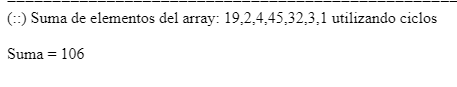 (::) Suma de elementos del array: 19,2,4,45,32,3,1 utilizando ciclos
Suma = 106